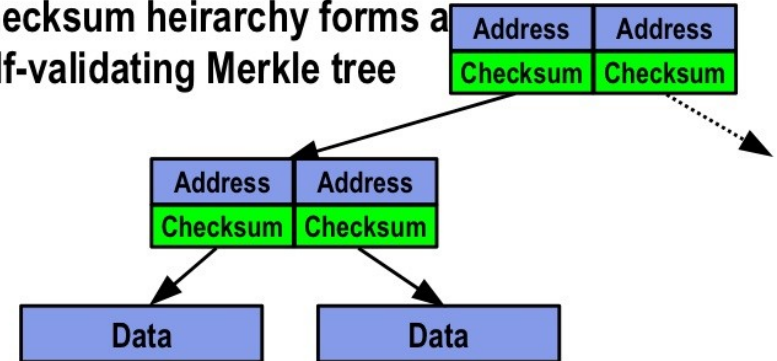 ecksum heirarchy forms a
lf-validating Merkle tree
Address Address
Checksum Checksum
Address Address
Checksum Checksum
Data Data